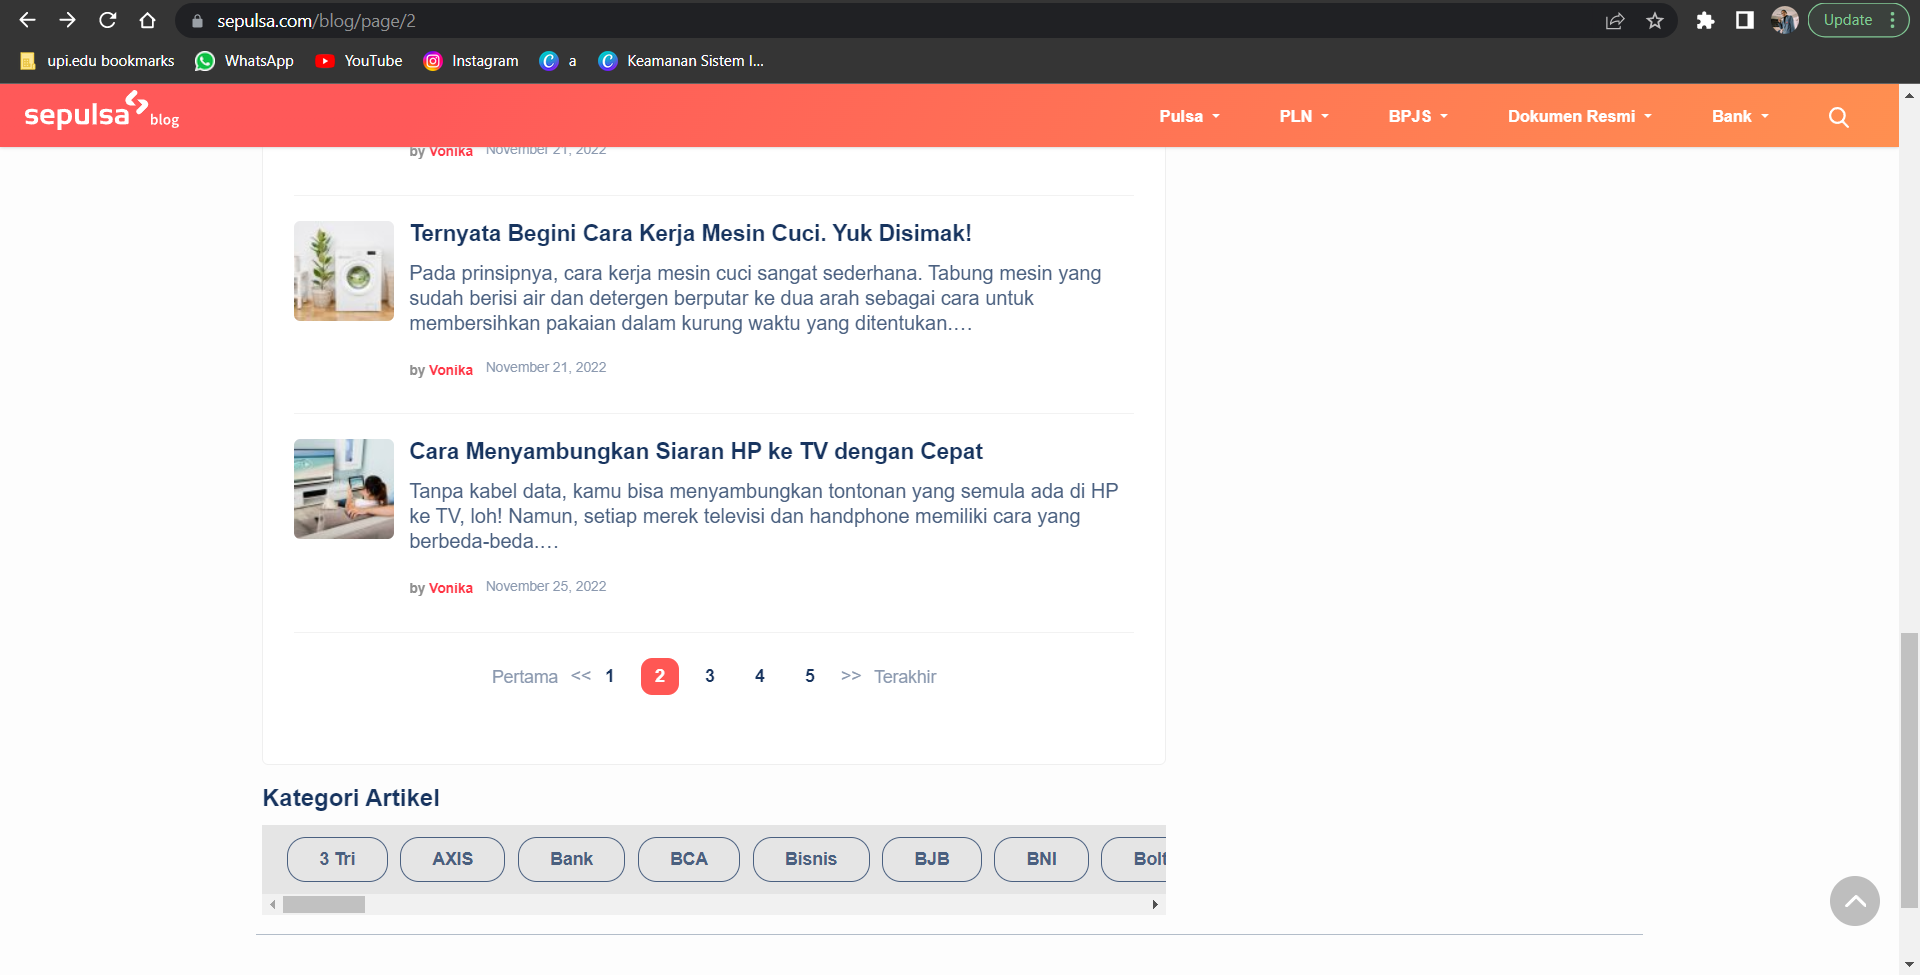 sepulsa.com/blog/page/2
Update
upi.edu bookmarks
WhatsApp
YouTube
Instagram
a
Keamanan Sistem I...
sepulsa blog
Pulsa
PLN
BPJS
Dokumen Resmi
Bank
by Vonika November 21, 2022
Ternyata Begini Cara Kerja Mesin Cuci. Yuk Disimak!
Pada prinsipnya, cara kerja mesin cuci sangat sederhana. Tabung mesin yang
sudah berisi air dan detergen berputar ke dua arah sebagai cara untuk
membersihkan pakaian dalam kurung waktu yang ditentukan.…
by Vonika November 21, 2022
Cara Menyambungkan Siaran HP ke TV dengan Cepat
Tanpa kabel data, kamu bisa menyambungkan tontonan yang semula ada di HP
ke TV, loh! Namun, setiap merek televisi dan handphone memiliki cara yang
berbeda-beda.…
by Vonika November 25, 2022
Pertama << 1 2 3 4 5 >> Terakhir
Kategori Artikel
3 Tri
AXIS
Bank
BCA
Bisnis
BJB
BNI
Bolt